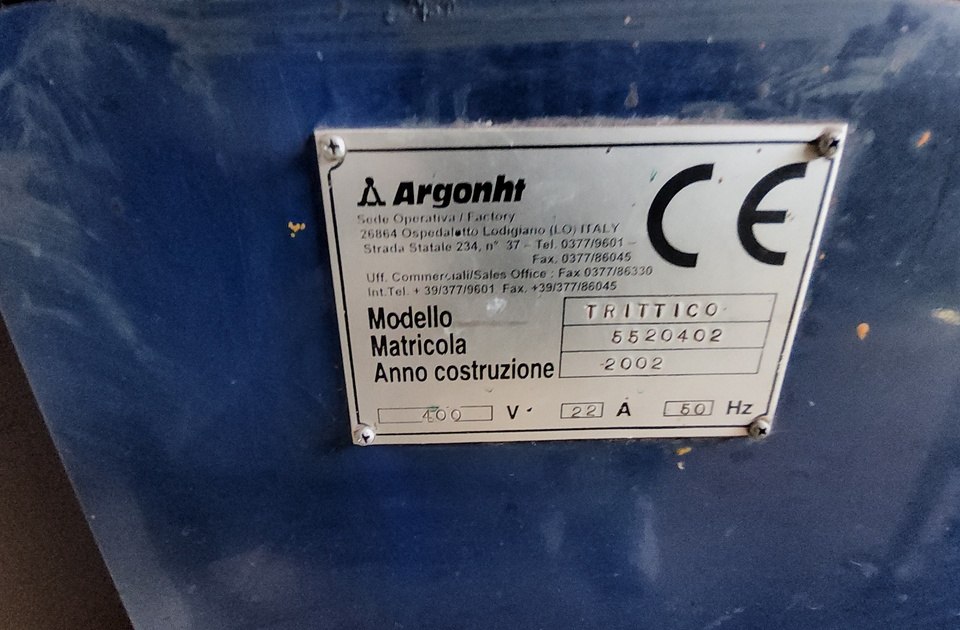 Argonht
CE
Sede Operativa / Factory
26864 Ospedaletto Lodigiano (LO) ITALY
Strada Statale 234, n° 37 - Tel. 0377/9601 -
Fax. 0377/86045
Uff. Commerciali/Sales Office : Fax 0377/86330
Int.Tel. + 39/377/9601 Fax. +39/377/86045
Modello TRITTICO
Matricola 5520402
Anno costruzione 2002
400 V 22 A 50 Hz